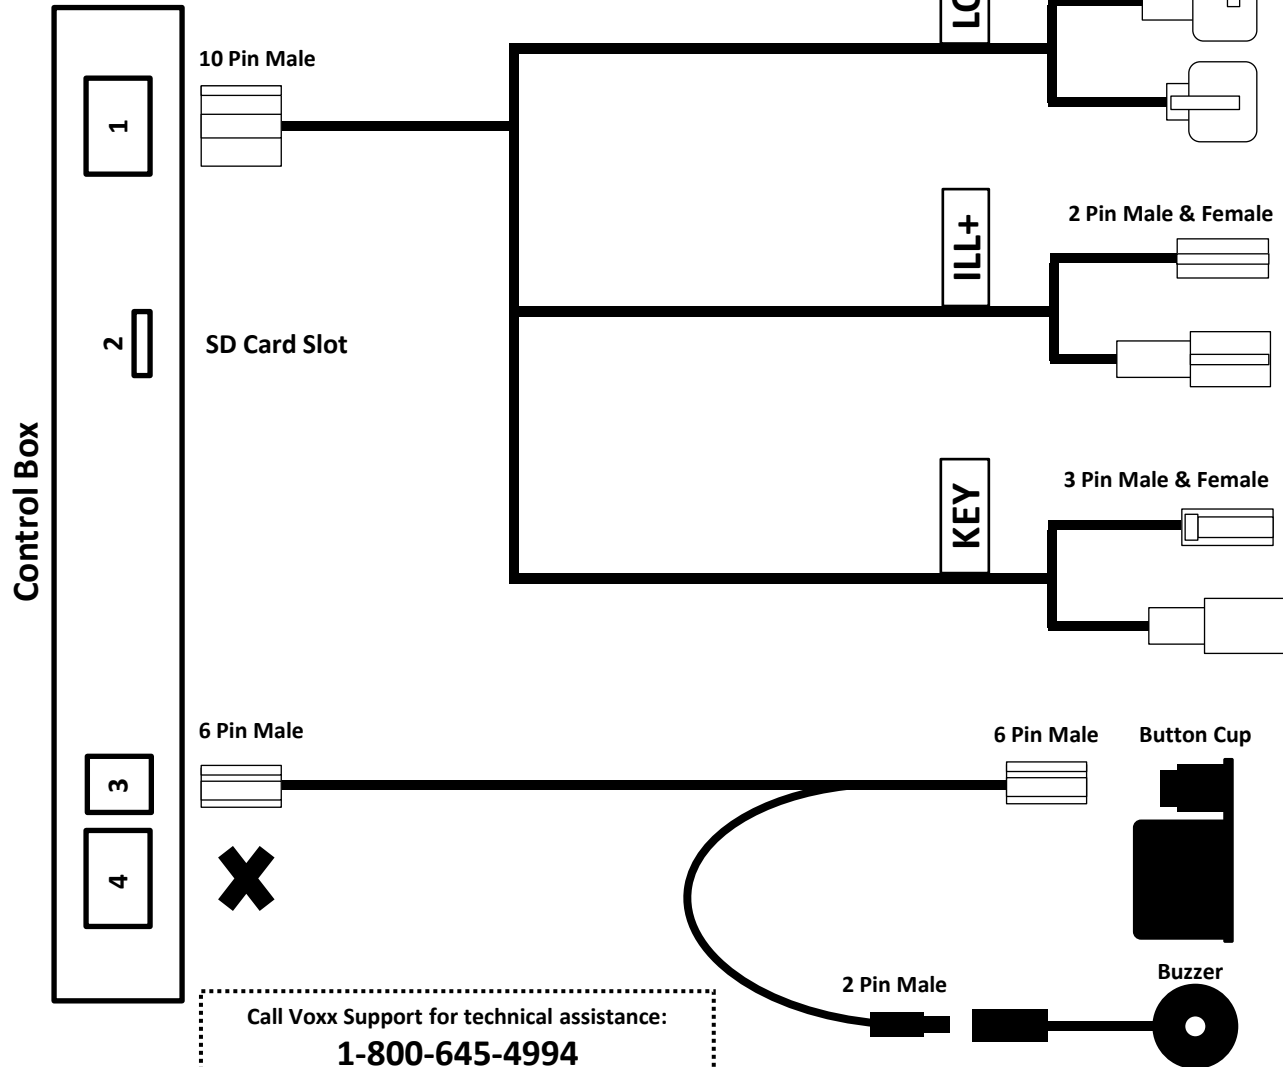 10 Pin Male
1
ILL+
2 Pin Male & Female
2
SD Card Slot
Control Box
KEY
3 Pin Male & Female
6 Pin Male
6 Pin Male
Button Cup
3
4
2 Pin Male
Buzzer
Call Voxx Support for technical assistance:
1-800-645-4994